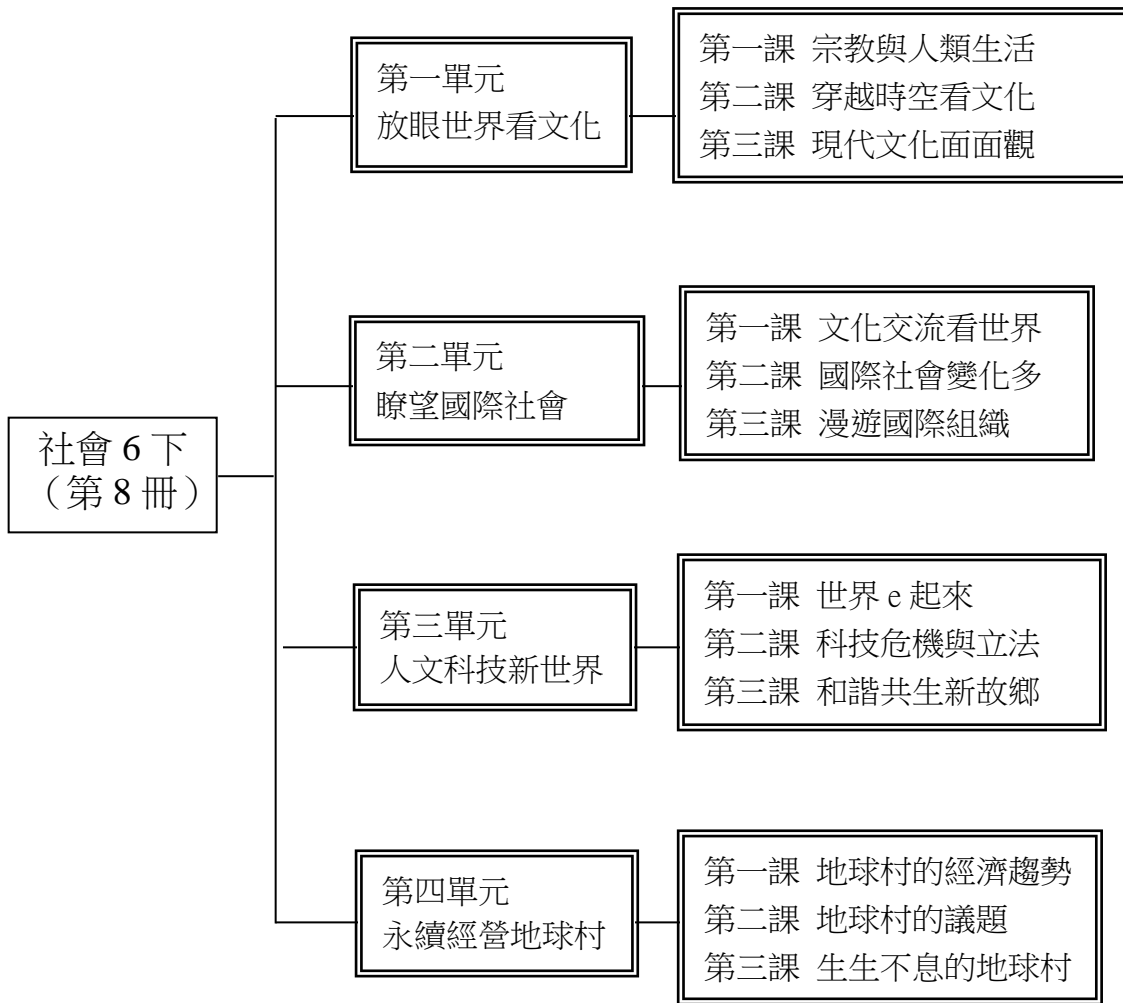 社會 6 下
（第 8 冊）
第一單元
放眼世界看文化
第一課 宗教與人類生活
第二課 穿越時空看文化
第三課 現代文化面面觀
第二單元
瞭望國際社會
第一課 文化交流看世界
第二課 國際社會變化多
第三課 漫遊國際組織
第三單元
人文科技新世界
第一課 世界 e 起來
第二課 科技危機與立法
第三課 和諧共生新故鄉
第四單元
永續經營地球村
第一課 地球村的經濟趨勢
第二課 地球村的議題
第三課 生生不息的地球村